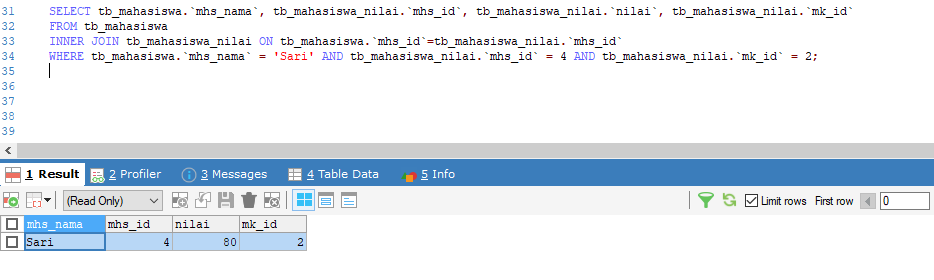 31 SELECT tb_mahasiswa.`mhs_nama`, tb_mahasiswa_nilai.`mhs_id`, tb_mahasiswa_nilai.`nilai`, tb_mahasiswa_nilai.`mk_id`
32 FROM tb_mahasiswa
33 INNER JOIN tb_mahasiswa_nilai ON tb_mahasiswa.`mhs_id`=tb_mahasiswa_nilai.`mhs_id`
34 WHERE tb_mahasiswa.`mhs_nama` = 'Sari' AND tb_mahasiswa_nilai.`mhs_id` = 4 AND tb_mahasiswa_nilai.`mk_id` = 2;
35
36
37
38
39
1 Result 2 Profiler 3 Messages 4 Table Data 5 Info
(Read Only) Limit rows First row 0
mhs_nama mhs_id nilai mk_id
Sari 4 80 2